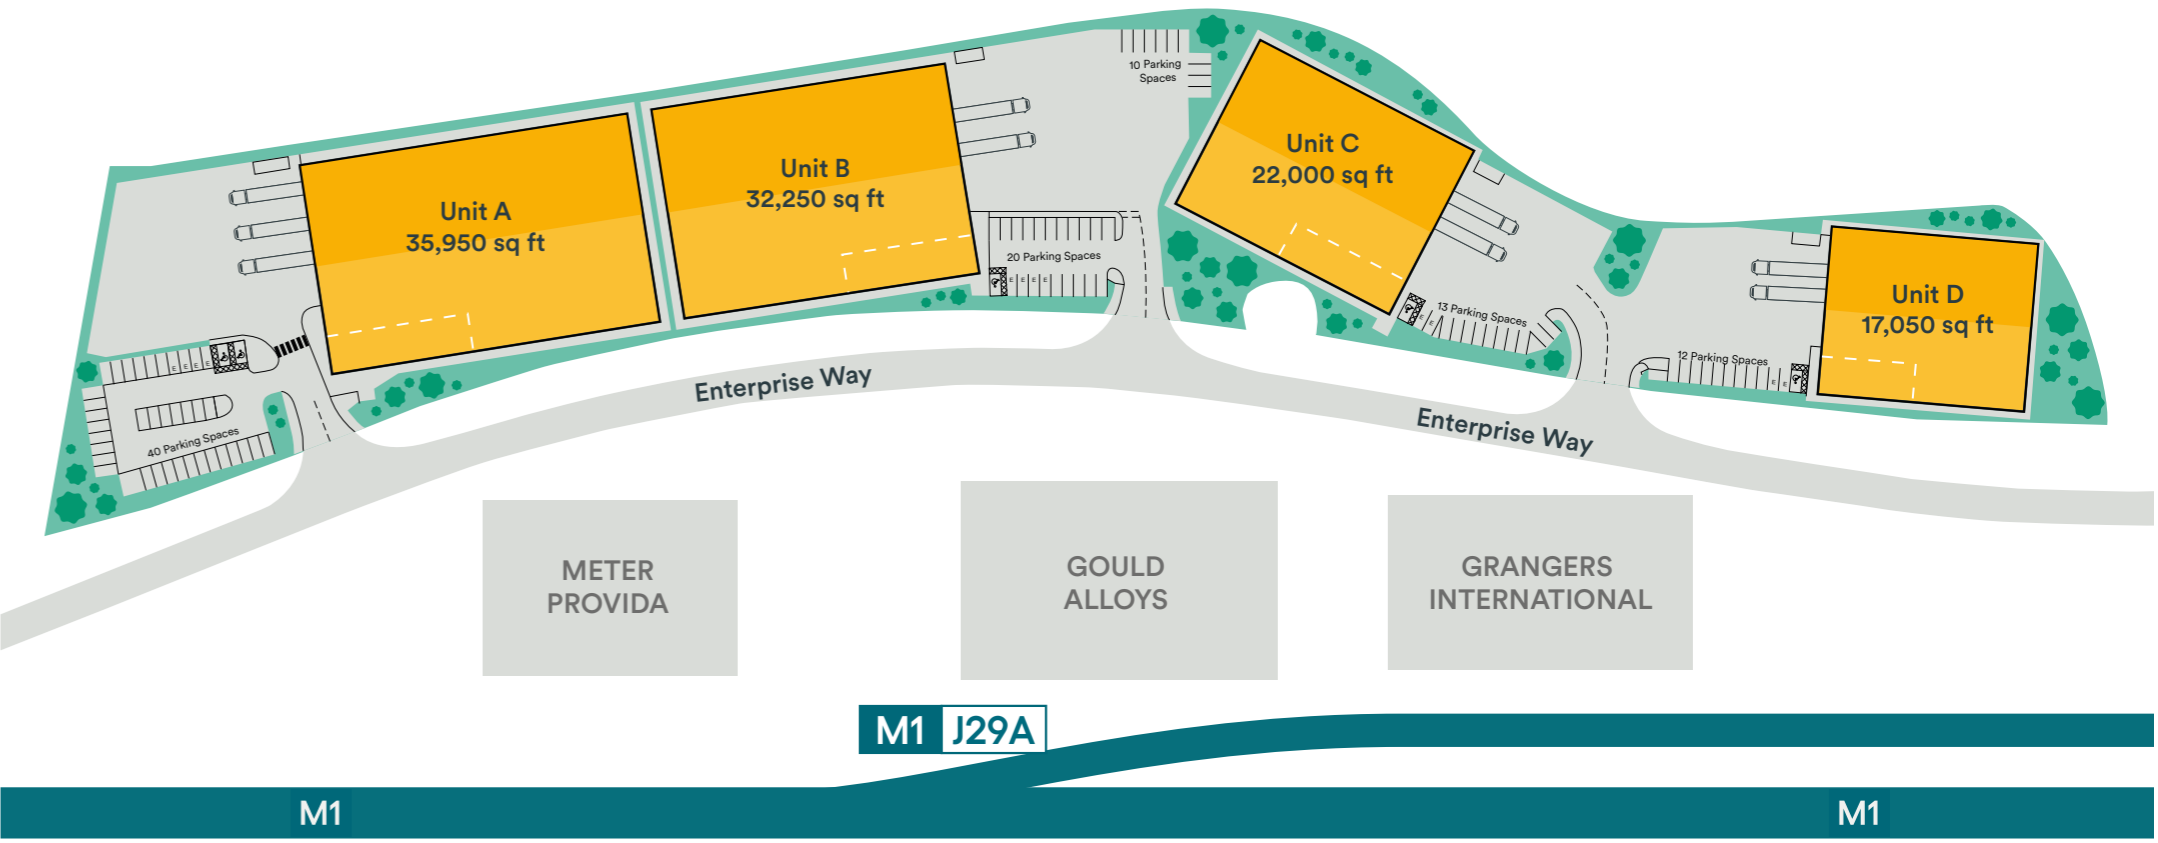 10 Parking
Spaces
Unit A
35,950 sq ft
Unit B
32,250 sq ft
Unit C
22,000 sq ft
Unit D
17,050 sq ft
20 Parking Spaces
E E E E
13 Parking Spaces
E E
12 Parking Spaces
E E
E E E E
40 Parking Spaces
Enterprise Way
Enterprise Way
METER
PROVIDA
GOULD
ALLOYS
GRANGERS
INTERNATIONAL
M1 J29A
M1
M1